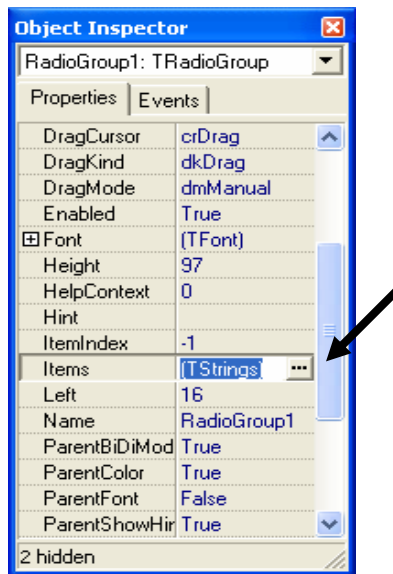 Object Inspector
RadioGroup1: TRadioGroup
Properties Events
DragCursor crDrag
DragKind dkDrag
DragMode dmManual
Enabled True
Font (TFont)
Height 97
HelpContext 0
Hint
ItemIndex -1
Items (TStrings) ...
Left 16
Name RadioGroup1
ParentBiDiMod True
ParentColor True
ParentFont False
ParentShowHir True
2 hidden